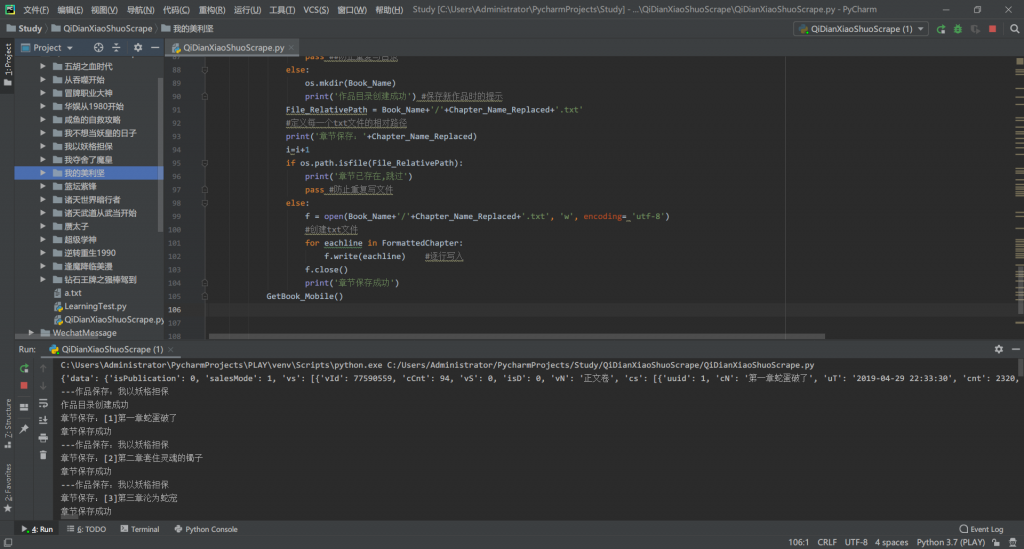 文件(F) 编辑(E) 视图(V) 导航(N) 代码(C) 重构(R) 运行(U) 工具(T) VCS(S) 窗口(W) 帮助(H) Study [C:\Users\Administrator\PycharmProjects\Study] - ...\QiDianXiaoShuoScrape\QiDianXiaoShuoScrape.py - PyCharm
Study QiDianXiaoShuoScrape 我的美利坚 QiDianXiaoShuoScrape (1)
1: Project
Project QiDianXiaoShuoScrape.py
五胡之血时代
从吞噬开始
冒牌职业大神
华娱从1980开始
咸鱼的自救攻略
我不想当妖皇的日子
我以妖格担保
我夺舍了魔皇
我的美利坚
篮坛紫锋
诸天世界暗行者
诸天武道从武当开始
赝太子
超级学神
逆转重生1990
逢魔降临美漫
钻石王牌之强棒驾到
a.txt
LearningTest.py
QiDianXiaoShuoScrape.py
WechatMessage
88 else:
89 os.mkdir(Book_Name)
90 print('作品目录创建成功') #保存新作品时的提示
91 File_RelativePath = Book_Name+'/'+Chapter_Name_Replaced+'.txt'
92 #定义每一个txt文件的相对路径
93 print('章节保存：'+Chapter_Name_Replaced)
94 i=i+1
95 if os.path.isfile(File_RelativePath):
96 print('章节已存在,跳过')
97 pass #防止重复写文件
98 else:
99 f = open(Book_Name+'/'+Chapter_Name_Replaced+'.txt', 'w', encoding='utf-8')
100 #创建txt文件
101 for eachline in FormattedChapter:
102 f.write(eachline) #逐行写入
103 f.close()
104 print('章节保存成功')
105 GetBook_Mobile()
106
107
108
Run: QiDianXiaoShuoScrape (1)
C:\Users\Administrator\PycharmProjects\PLAY\venv\Scripts\python.exe C:/Users/Administrator/PycharmProjects/Study/QiDianXiaoShuoScrape/QiDianXiaoShuoScrape.py
{'data': {'isPublication': 0, 'salesMode': 1, 'vs': [{'vId': 77590559, 'cCnt': 94, 'vS': 0, 'isD': 0, 'vN': '正文卷', 'cs': [{'uuid': 1, 'cN': '第一章蛇蛋破了', 'uT': '2019-04-29 22:33:30', 'cnt': 2320,
---作品保存：我以妖格担保
作品目录创建成功
章节保存：[1]第一章蛇蛋破了
章节保存成功
---作品保存：我以妖格担保
章节保存：[2]第二章套住灵魂的镯子
章节保存成功
---作品保存：我以妖格担保
章节保存：[3]第三章沦为蛇宠
章节保存成功
Z: Structure
2: Favorites
4: Run 6: TODO Terminal Python Console Event Log
106:1 CRLF UTF-8 4 spaces Python 3.7 (PLAY)